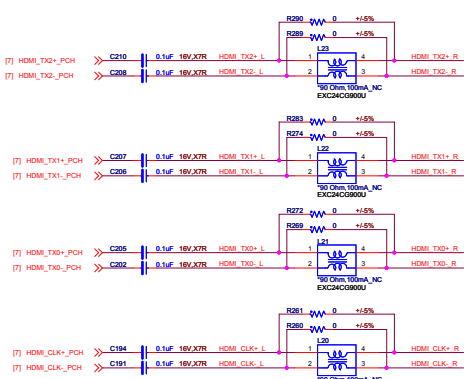 R290 0 +/-5%
R289 0 +/-5%
L23
[7] HDMI_TX2+_PCH C210 0.1uF 16V,X7R HDMI_TX2+_L 1 4 HDMI_TX2+_R
[7] HDMI_TX2-_PCH C208 0.1uF 16V,X7R HDMI_TX2-_L 2 3 HDMI_TX2-_R
*90 Ohm,100mA_NC
EXC24CG900U
R283 0 +/-5%
R274 0 +/-5%
L22
[7] HDMI_TX1+_PCH C207 0.1uF 16V,X7R HDMI_TX1+_L 1 4 HDMI_TX1+_R
[7] HDMI_TX1-_PCH C206 0.1uF 16V,X7R HDMI_TX1-_L 2 3 HDMI_TX1-_R
*90 Ohm,100mA_NC
EXC24CG900U
R272 0 +/-5%
R269 0 +/-5%
L21
[7] HDMI_TX0+_PCH C205 0.1uF 16V,X7R HDMI_TX0+_L 1 4 HDMI_TX0+_R
[7] HDMI_TX0-_PCH C202 0.1uF 16V,X7R HDMI_TX0-_L 2 3 HDMI_TX0-_R
*90 Ohm,100mA_NC
EXC24CG900U
R261 0 +/-5%
R260 0 +/-5%
L20
[7] HDMI_CLK+_PCH C194 0.1uF 16V,X7R HDMI_CLK+_L 1 4 HDMI_CLK+_R
[7] HDMI_CLK-_PCH C191 0.1uF 16V,X7R HDMI_CLK-_L 2 3 HDMI_CLK-_R
*90 Ohm,100mA_NC